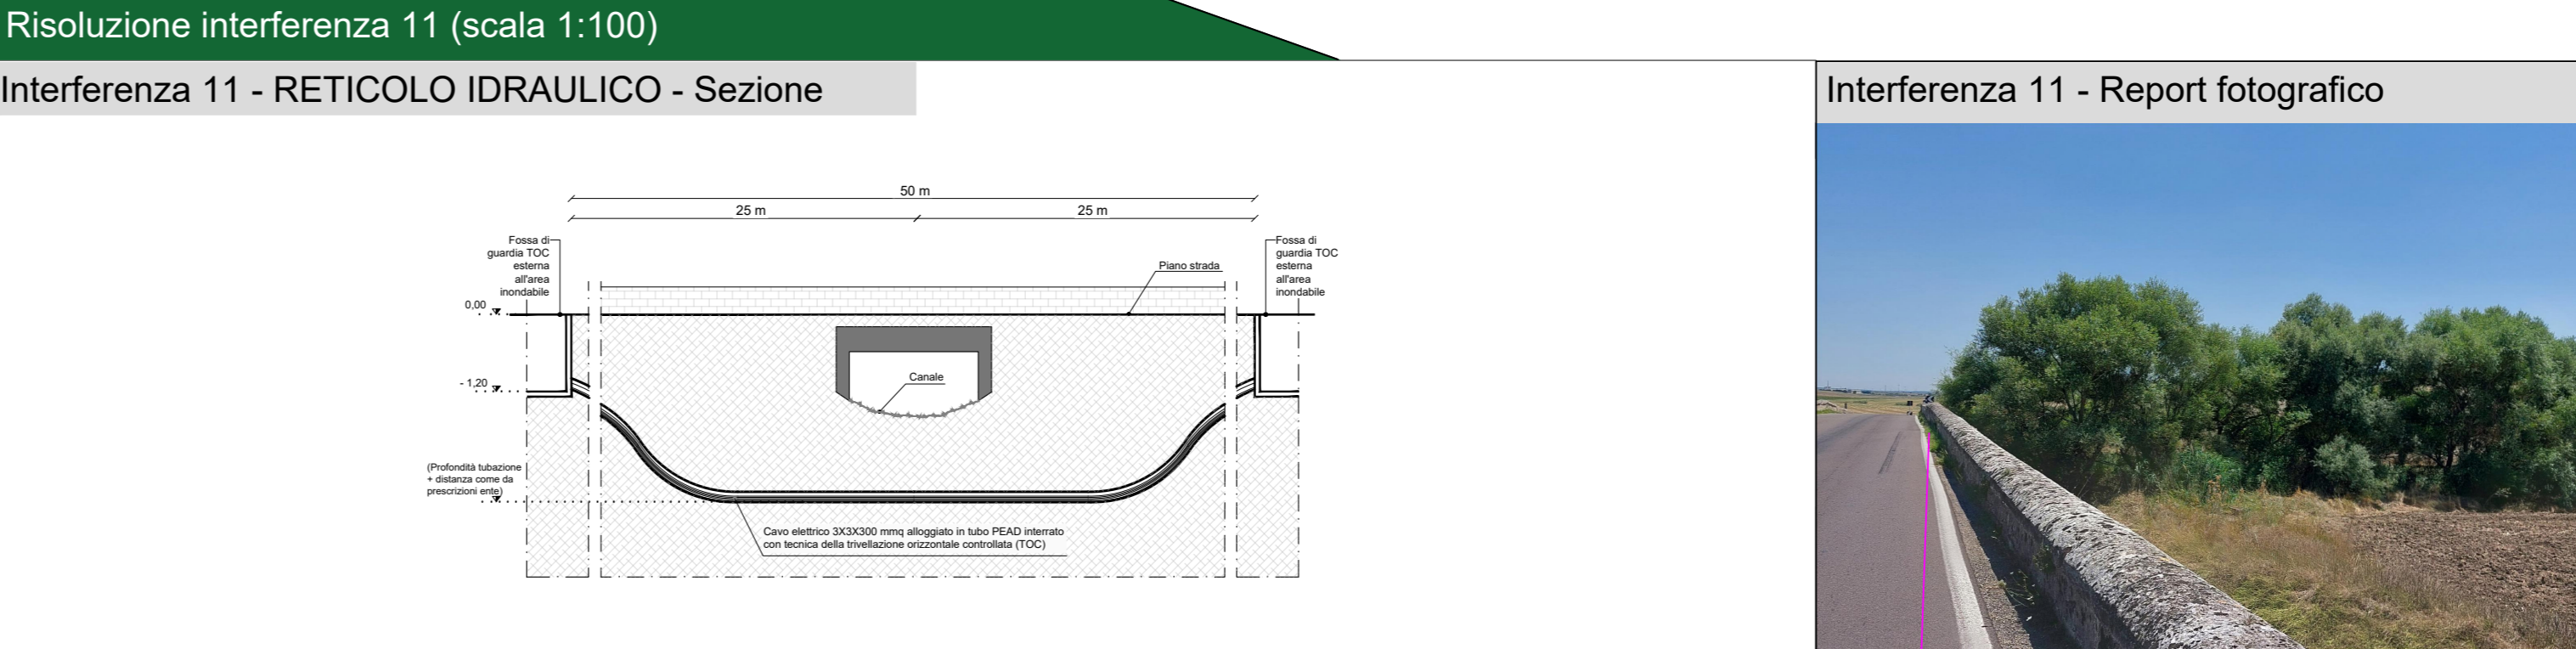 Risoluzione interferenza 11 (scala 1:100)
Interferenza 11 - RETICOLO IDRAULICO - Sezione
Interferenza 11 - Report fotografico
50 m
25 m
25 m
Fossa di
guardia TOC
esterna
all'area
inondabile
Fossa di
guardia TOC
esterna
all'area
inondabile
Piano strada
0,00
Canale
- 1,20
(Profondità tubazione
+ distanza come da
prescrizioni ente)
Cavo elettrico 3X3X300 mmq alloggiato in tubo PEAD interrato
con tecnica della trivellazione orizzontale controllata (TOC)